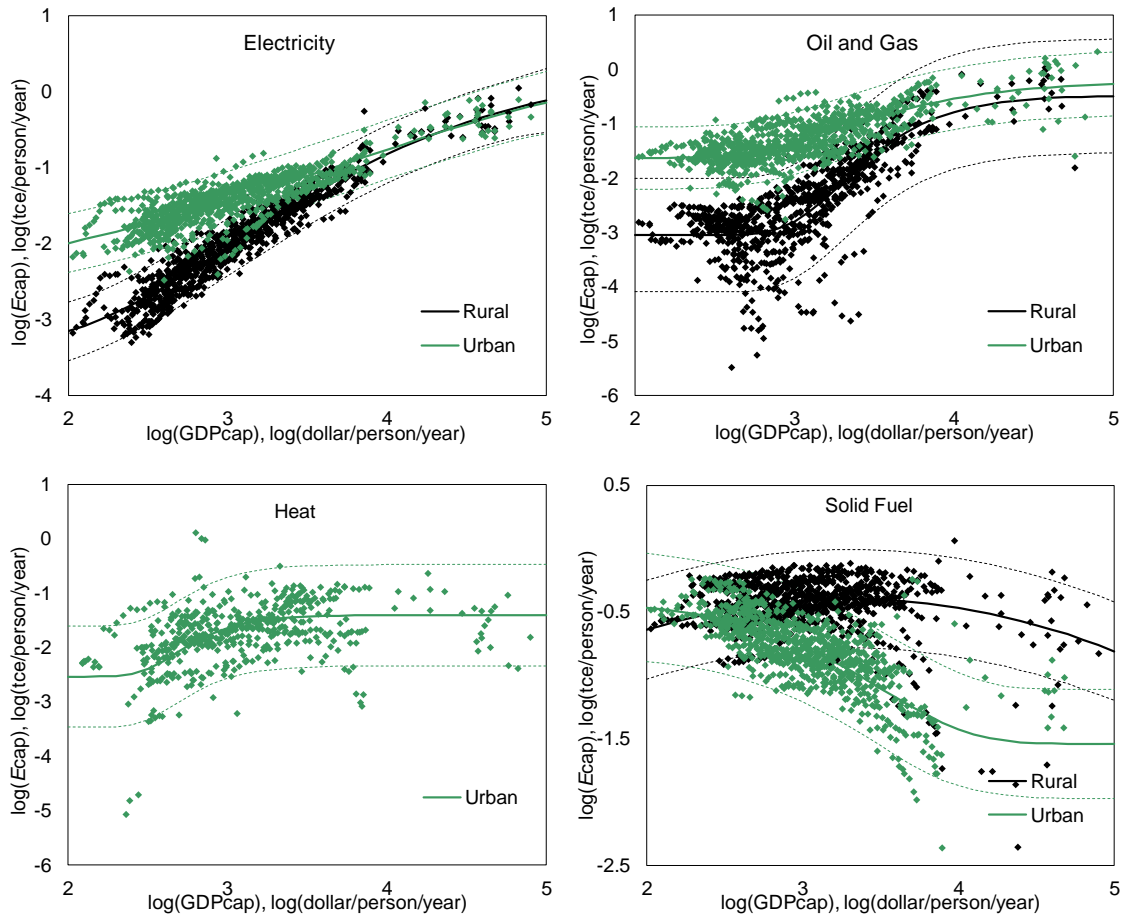 Electricity
1
0
-1
-2
-3
-4
log(Ecap), log(tce/person/year)
2 3 4 5
log(GDPcap), log(dollar/person/year)
Rural
Urban
Oil and Gas
1
0
-1
-2
-3
-4
-5
-6
log(Ecap), log(tce/person/year)
2 3 4 5
log(GDPcap), log(dollar/person/year)
Rural
Urban
Heat
1
0
-1
-2
-3
-4
-5
-6
log(Ecap), log(tce/person/year)
2 3 4 5
log(GDPcap), log(dollar/person/year)
Urban
Solid Fuel
0.5
-0.5
-1.5
-2.5
log(Ecap), log(tce/person/year)
2 3 4 5
log(GDPcap), log(dollar/person/year)
Rural
Urban